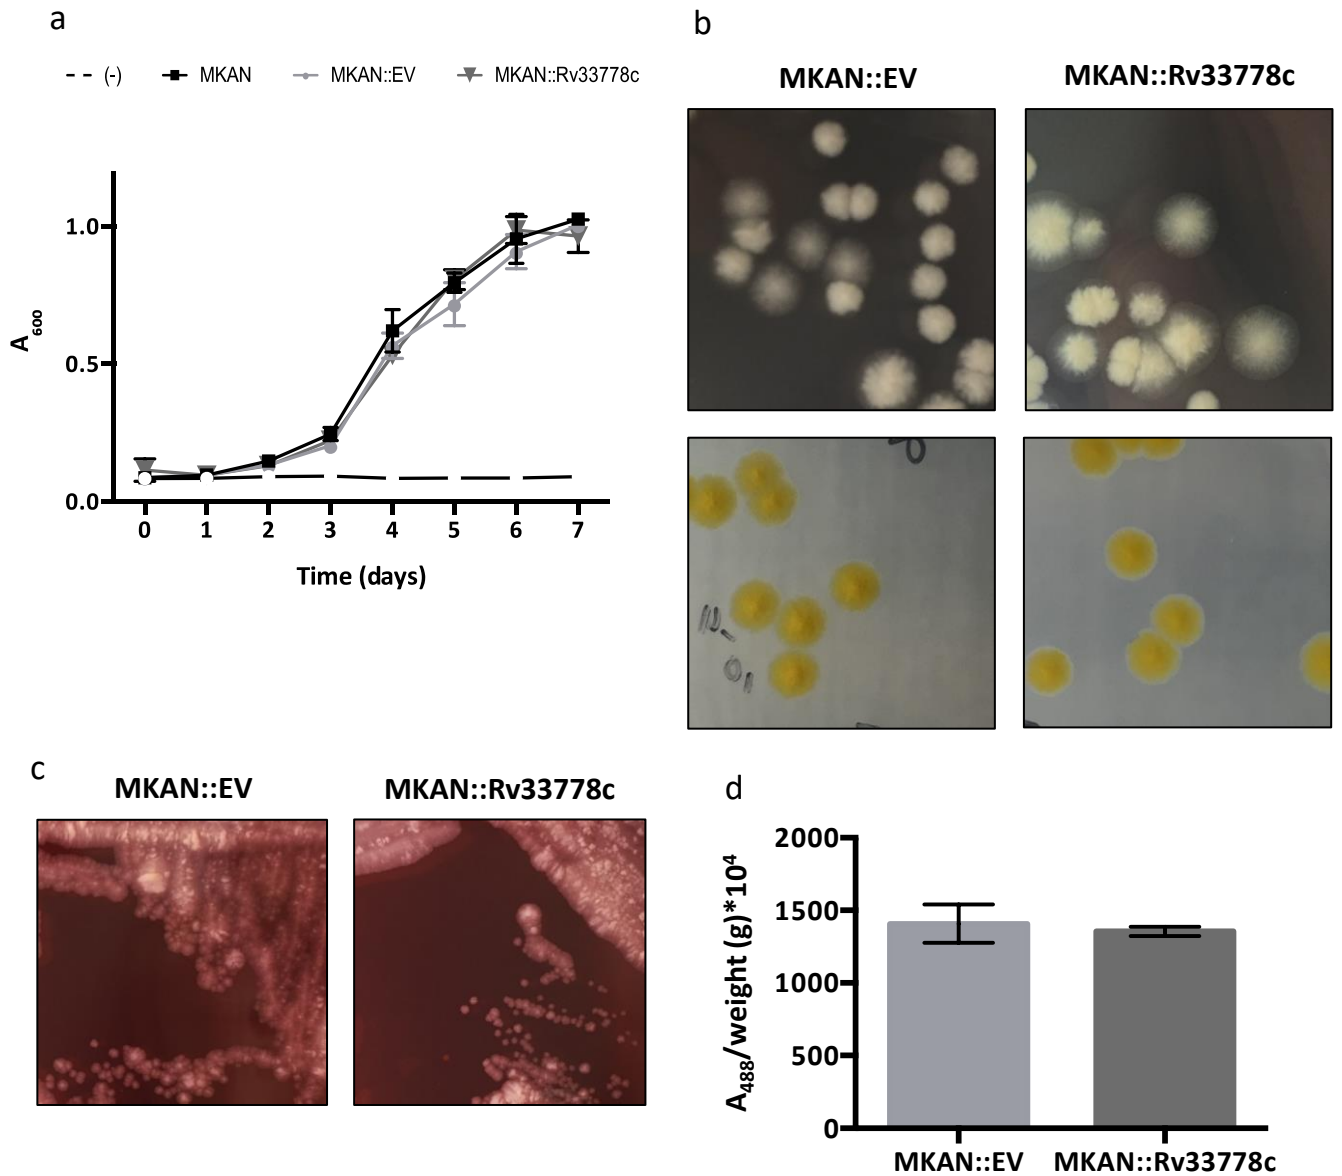 a
(-) MKAN MKAN::EV MKAN::Rv33778c
A600
1.0
0.5
0.0
0 1 2 3 4 5 6 7
Time (days)
b
MKAN::EV MKAN::Rv33778c
c
MKAN::EV MKAN::Rv33778c
d
A488/weight (g)*10^4
2000
1500
1000
500
0
MKAN::EV MKAN::Rv33778c